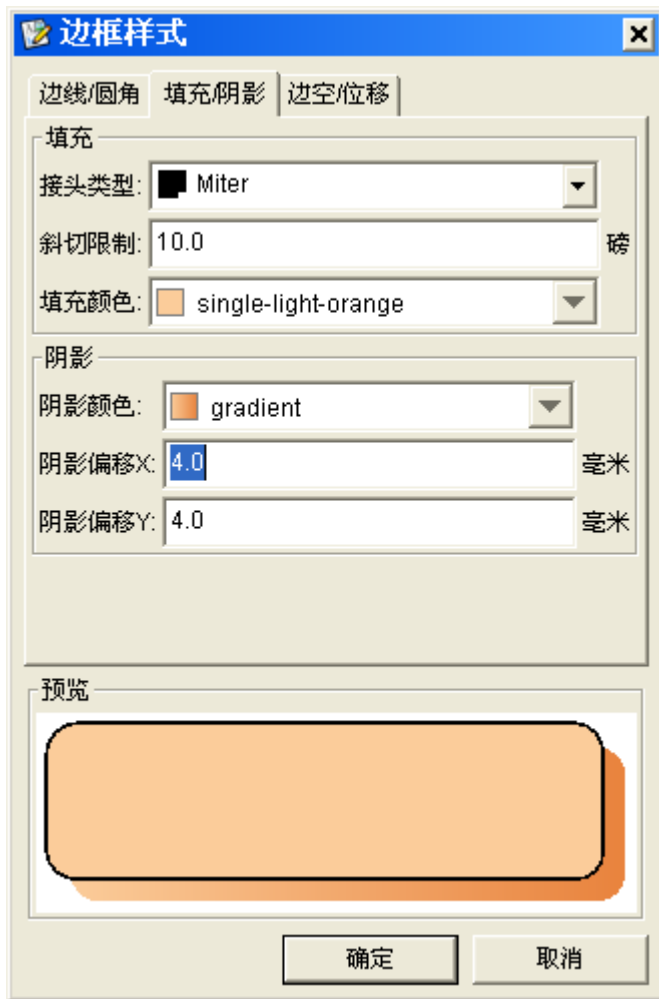 边框样式
边线/圆角 填充/阴影 边空/位移
填充
接头类型: Miter
斜切限制: 10.0 磅
填充颜色: single-light-orange
阴影
阴影颜色: gradient
阴影偏移X: 4.0 毫米
阴影偏移Y: 4.0 毫米
预览
确定 取消